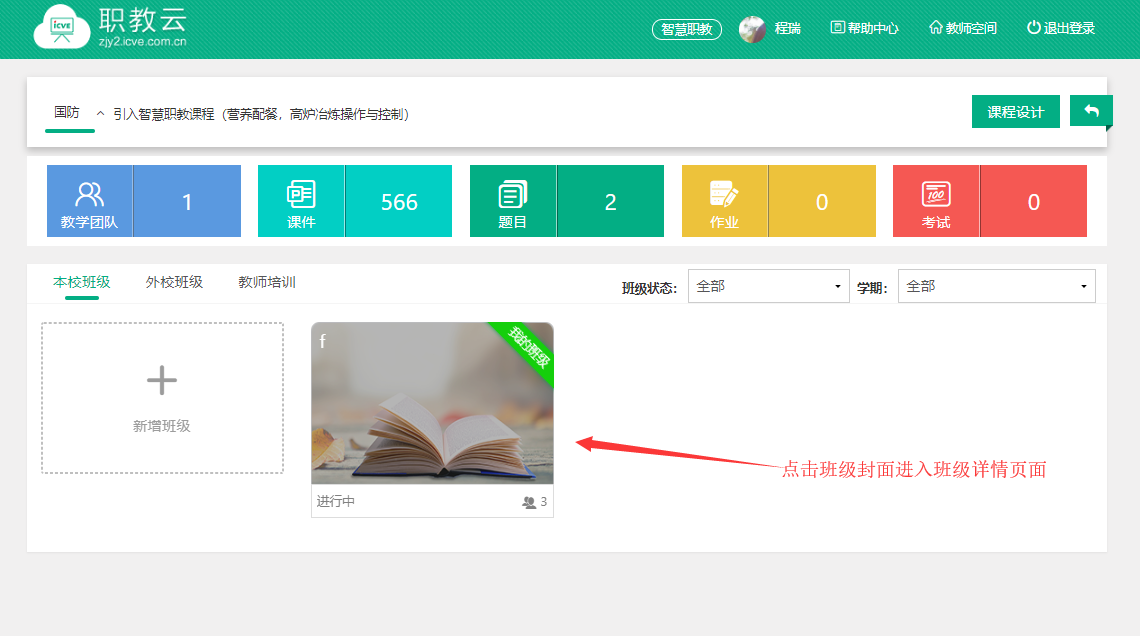 icve 职教云
zjy2.icve.com.cn
智慧职教 程瑞 帮助中心 教师空间 退出登录
国防 引入智慧职教课程（营养配餐，高炉冶炼操作与控制）
课程设计
教学团队 1
课件 566
题目 2
作业 0
100
考试 0
本校班级 外校班级 教师培训
班级状态： 全部 学期： 全部
新增班级
f
我的班级
进行中 3
点击班级封面进入班级详情页面